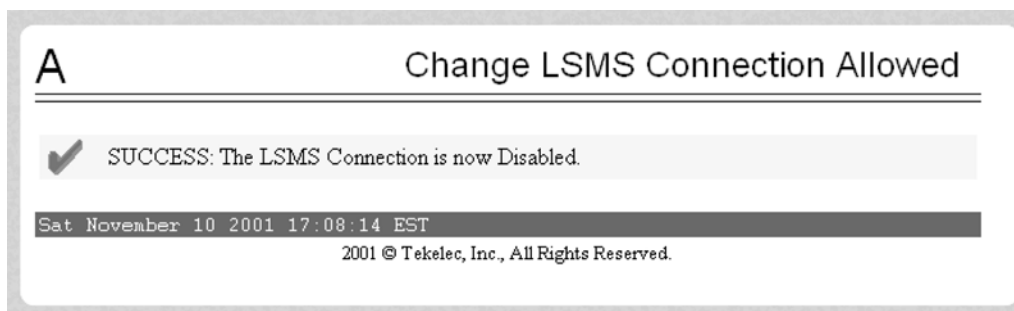 A
Change LSMS Connection Allowed
SUCCESS: The LSMS Connection is now Disabled.
Sat November 10 2001 17:08:14 EST
2001 © Tekelec, Inc., All Rights Reserved.